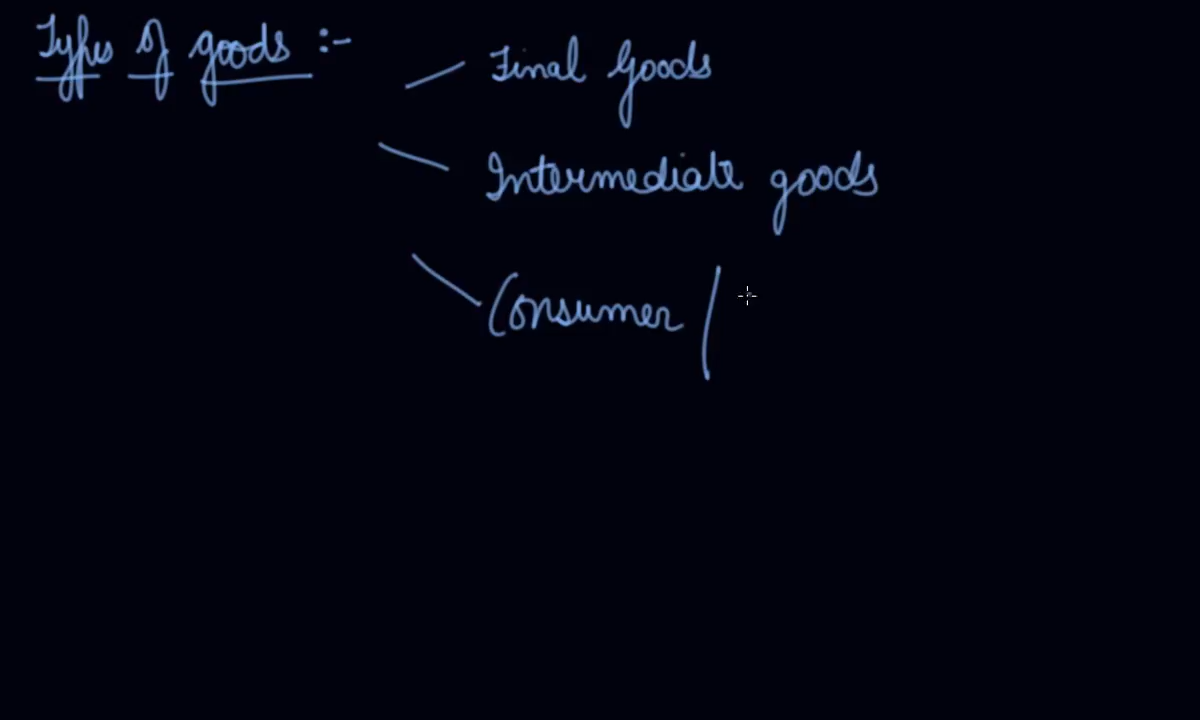 Types of goods :-
Final Goods
Intermediate goods
Consumer /